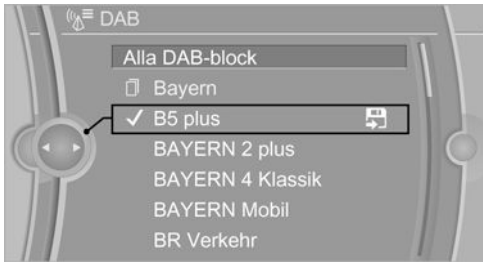 DAB
Alla DAB-block
Bayern
B5 plus
BAYERN 2 plus
BAYERN 4 Klassik
BAYERN Mobil
BR Verkehr